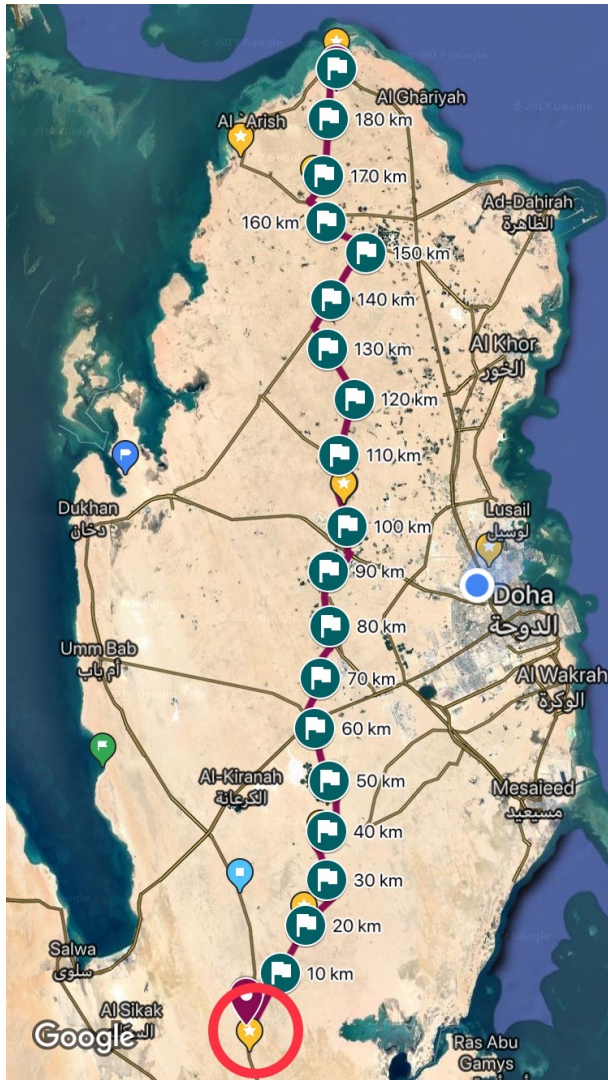 © 2017 Google
Al Ghāriyah
Al `Arish
180 km
170 km
160 km
Ad-Dahirah
الظاهرة
150 km
140 km
130 km
Al Khor
الخور
120 km
110 km
Dukhan
دخان
Lusail
لوسيل
100 km
90 km
Doha
الدوحة
80 km
Umm Bab
أم باب
70 km
Al Wakrah
الوكرة
60 km
Al-Kiranah
الكرعانة
50 km
Mesaieed
مسيعيد
40 km
30 km
20 km
Salwa
سلوى
10 km
Al Sikak
Google
Ras Abu
Gamys